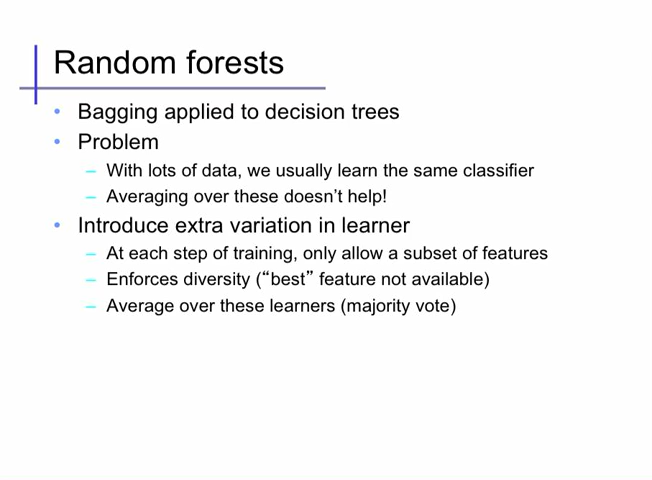 Random forests
• Bagging applied to decision trees
• Problem
– With lots of data, we usually learn the same classifier
– Averaging over these doesn't help!
• Introduce extra variation in learner
– At each step of training, only allow a subset of features
– Enforces diversity (“best” feature not available)
– Average over these learners (majority vote)